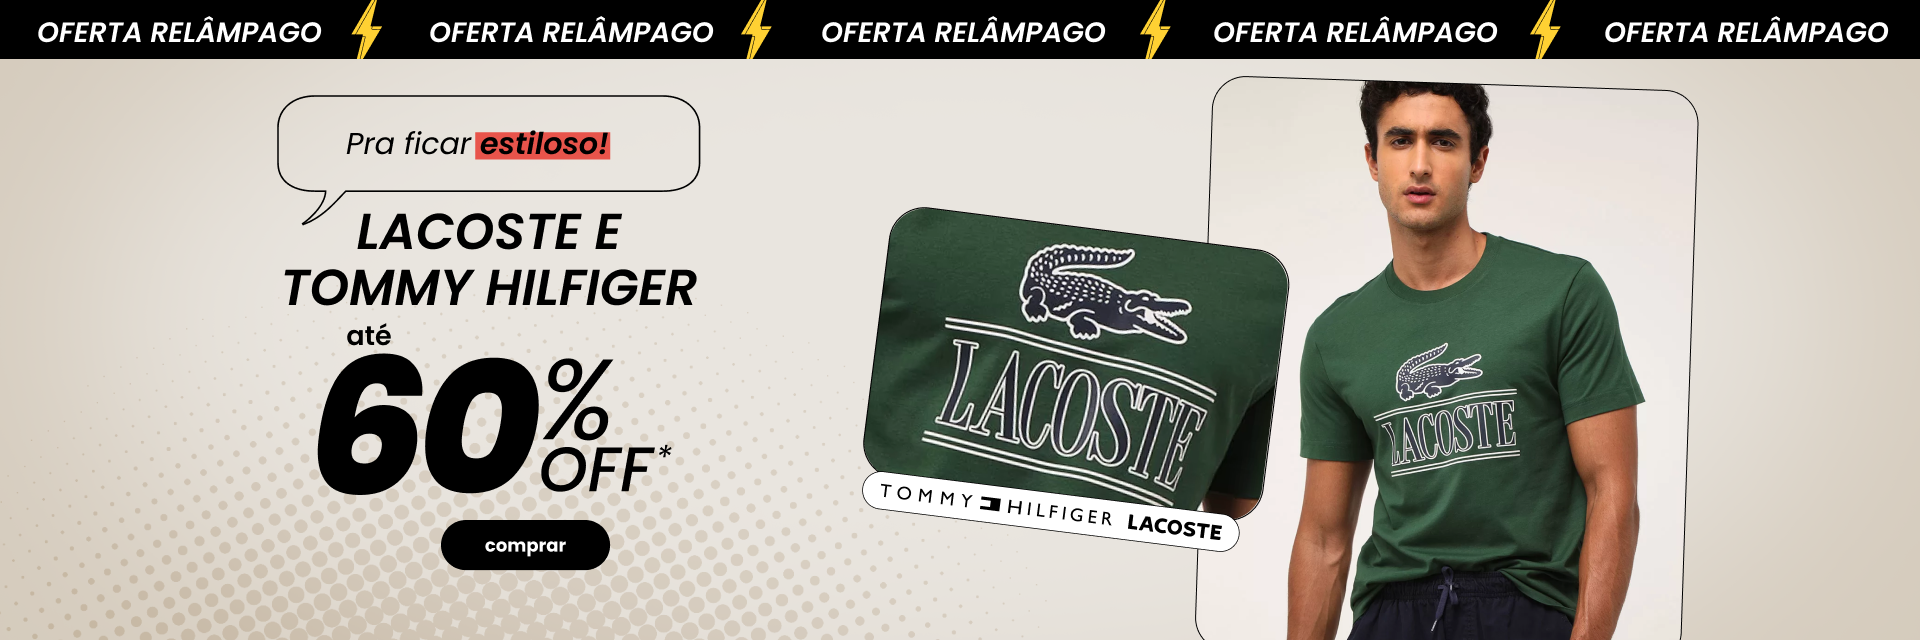 OFERTA RELÂMPAGO OFERTA RELÂMPAGO OFERTA RELÂMPAGO OFERTA RELÂMPAGO OFERTA RELÂMPAGO
Pra ficar estiloso!
LACOSTE E
TOMMY HILFIGER
até
60%
OFF*
comprar
LACOSTE
TOMMY HILFIGER LACOSTE
LACOSTE